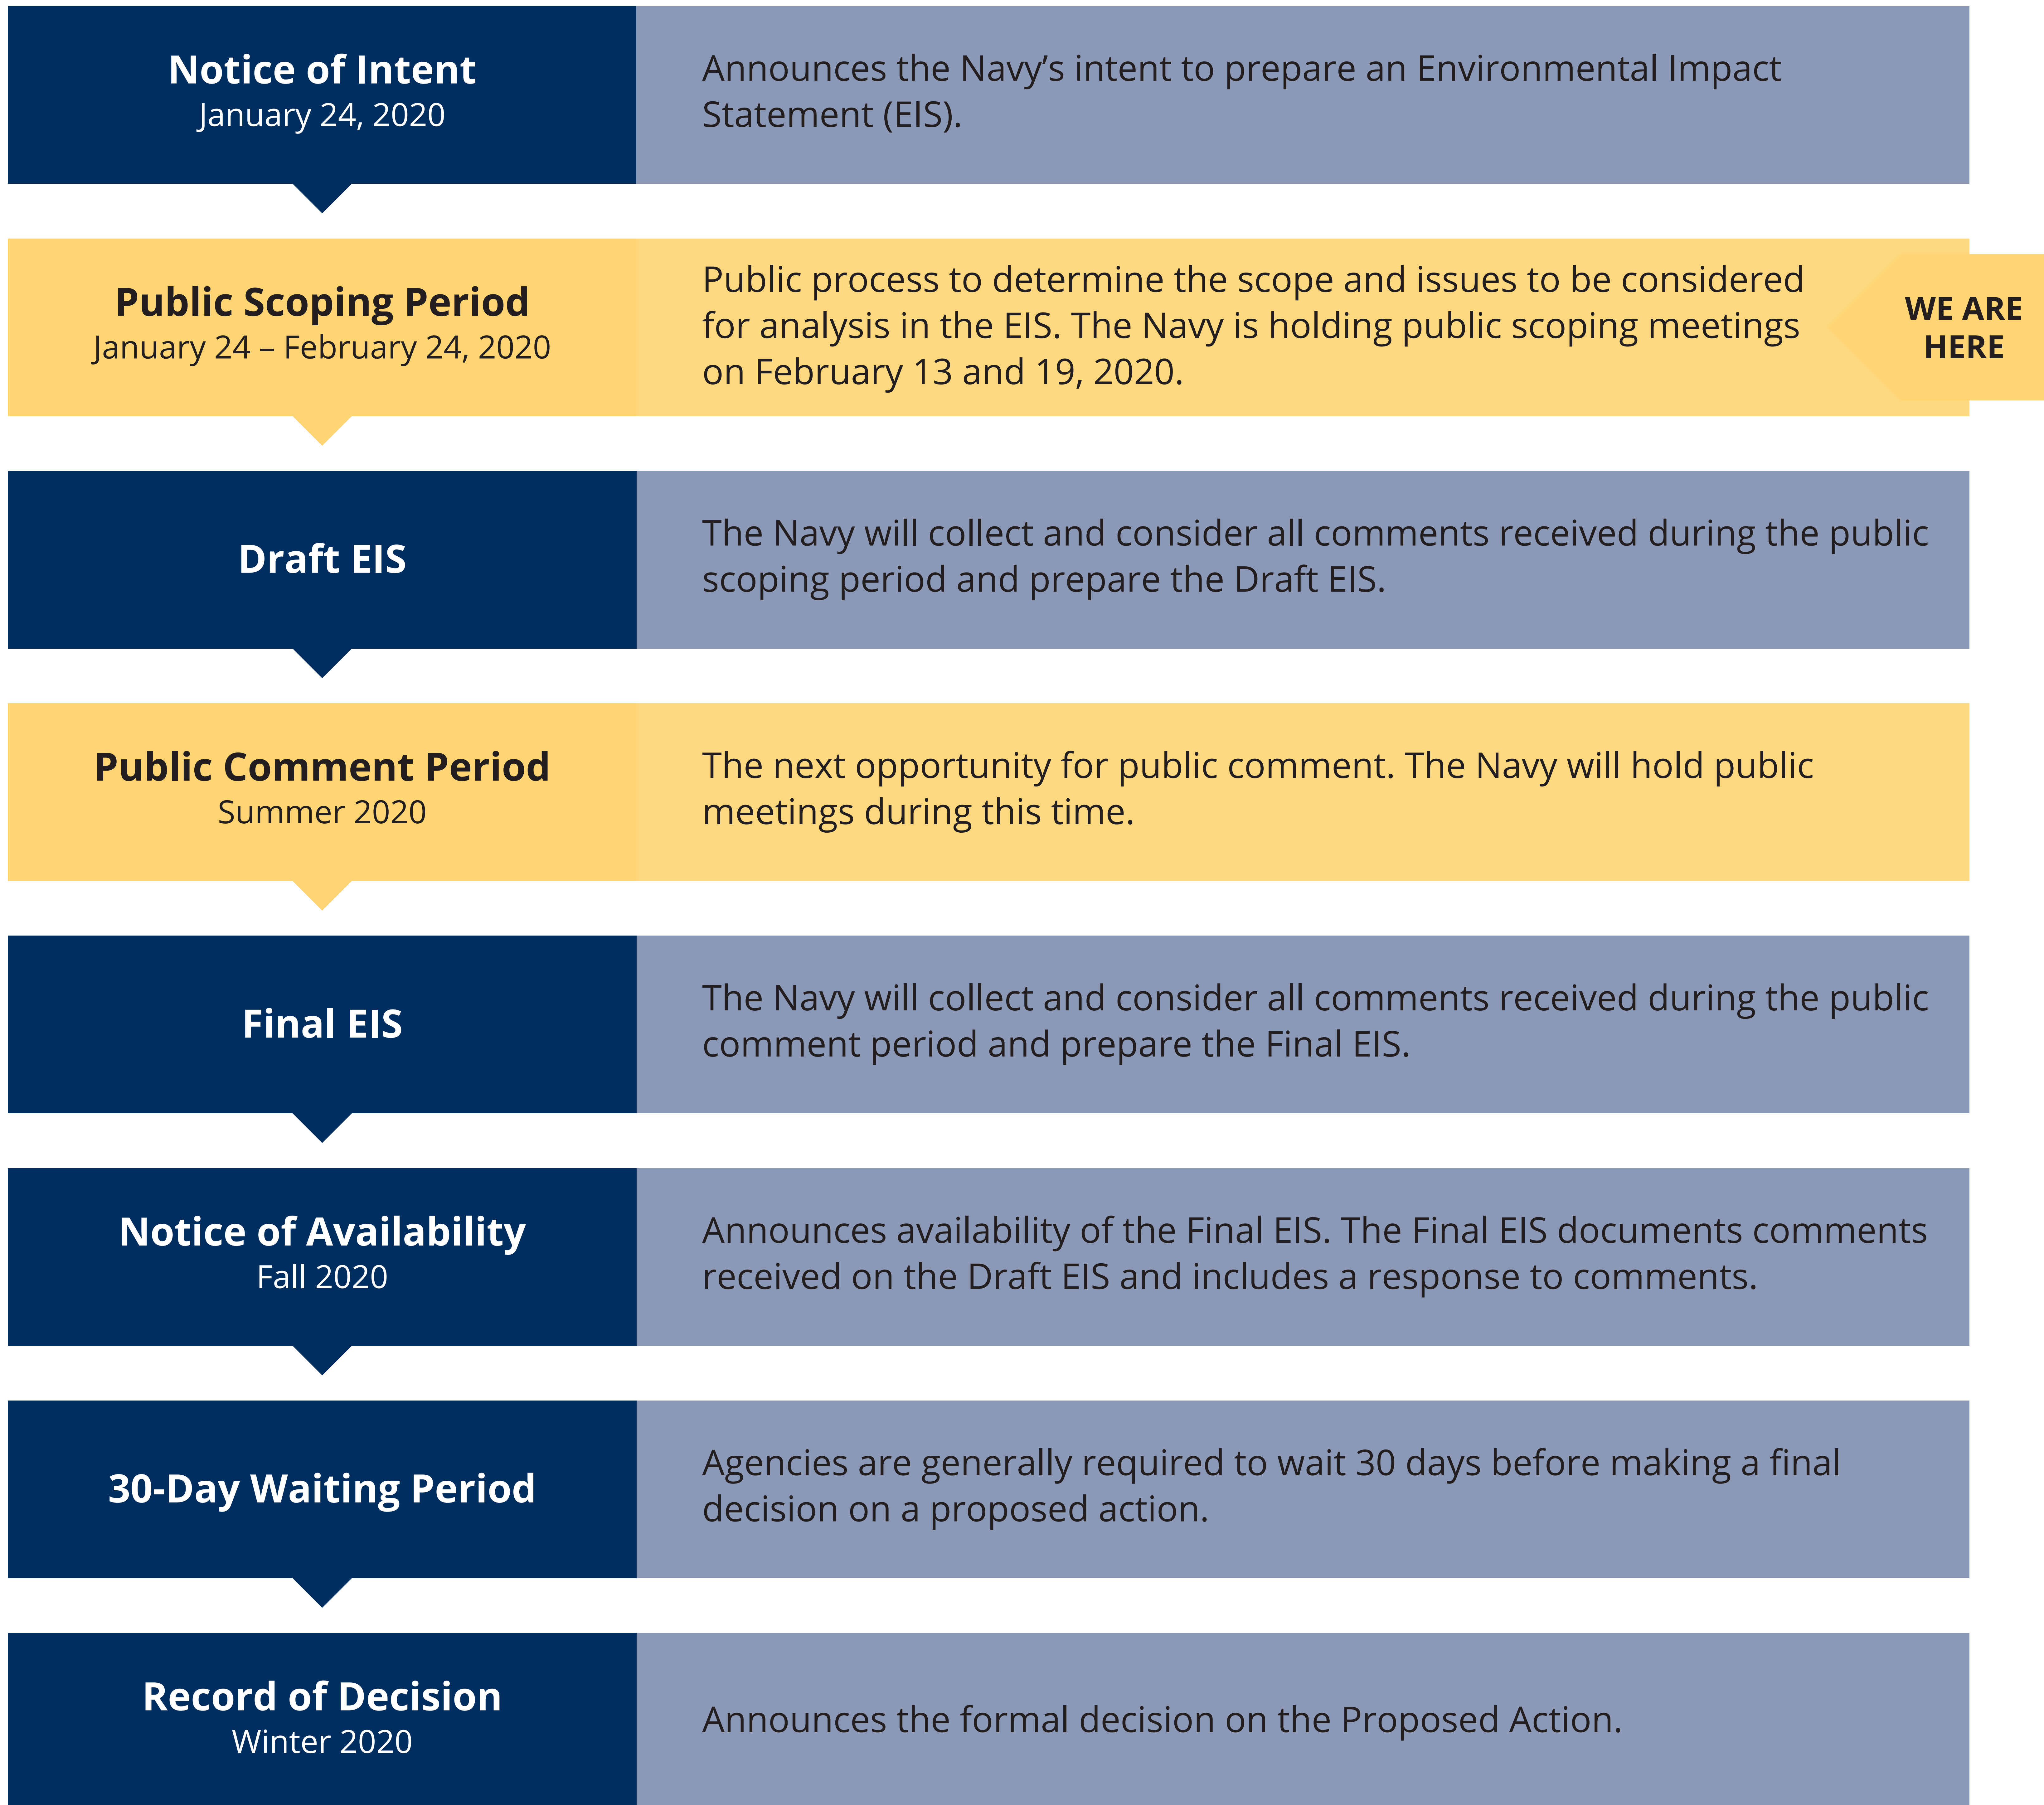 Notice of Intent
January 24, 2020
Announces the Navy’s intent to prepare an Environmental Impact
Statement (EIS).
Public Scoping Period
January 24 – February 24, 2020
Public process to determine the scope and issues to be considered
for analysis in the EIS. The Navy is holding public scoping meetings
on February 13 and 19, 2020.
WE ARE
HERE
Draft EIS
The Navy will collect and consider all comments received during the public
scoping period and prepare the Draft EIS.
Public Comment Period
Summer 2020
The next opportunity for public comment. The Navy will hold public
meetings during this time.
Final EIS
The Navy will collect and consider all comments received during the public
comment period and prepare the Final EIS.
Notice of Availability
Fall 2020
Announces availability of the Final EIS. The Final EIS documents comments
received on the Draft EIS and includes a response to comments.
30-Day Waiting Period
Agencies are generally required to wait 30 days before making a final
decision on a proposed action.
Record of Decision
Winter 2020
Announces the formal decision on the Proposed Action.